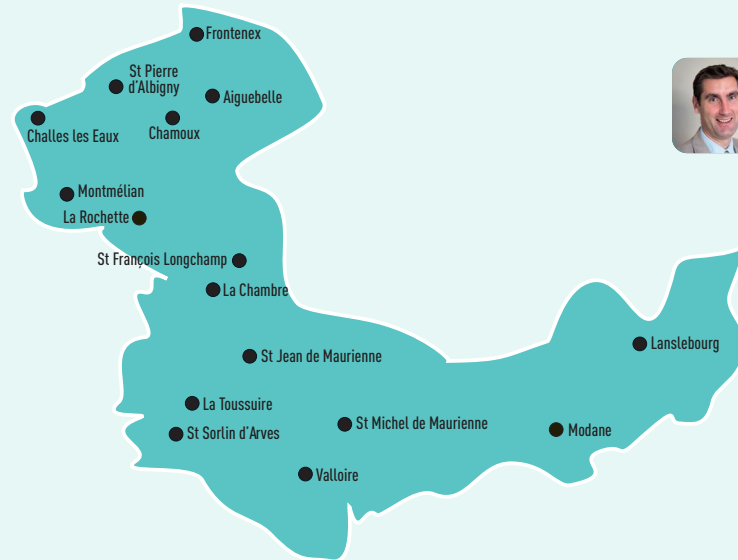 Frontenex
St Pierre
d'Albigny
Aiguebelle
Challes les Eaux
Chamoux
Montmélian
La Rochette
St François Longchamp
La Chambre
Lanslebourg
St Jean de Maurienne
La Toussuire
St Michel de Maurienne
Modane
St Sorlin d'Arves
Valloire